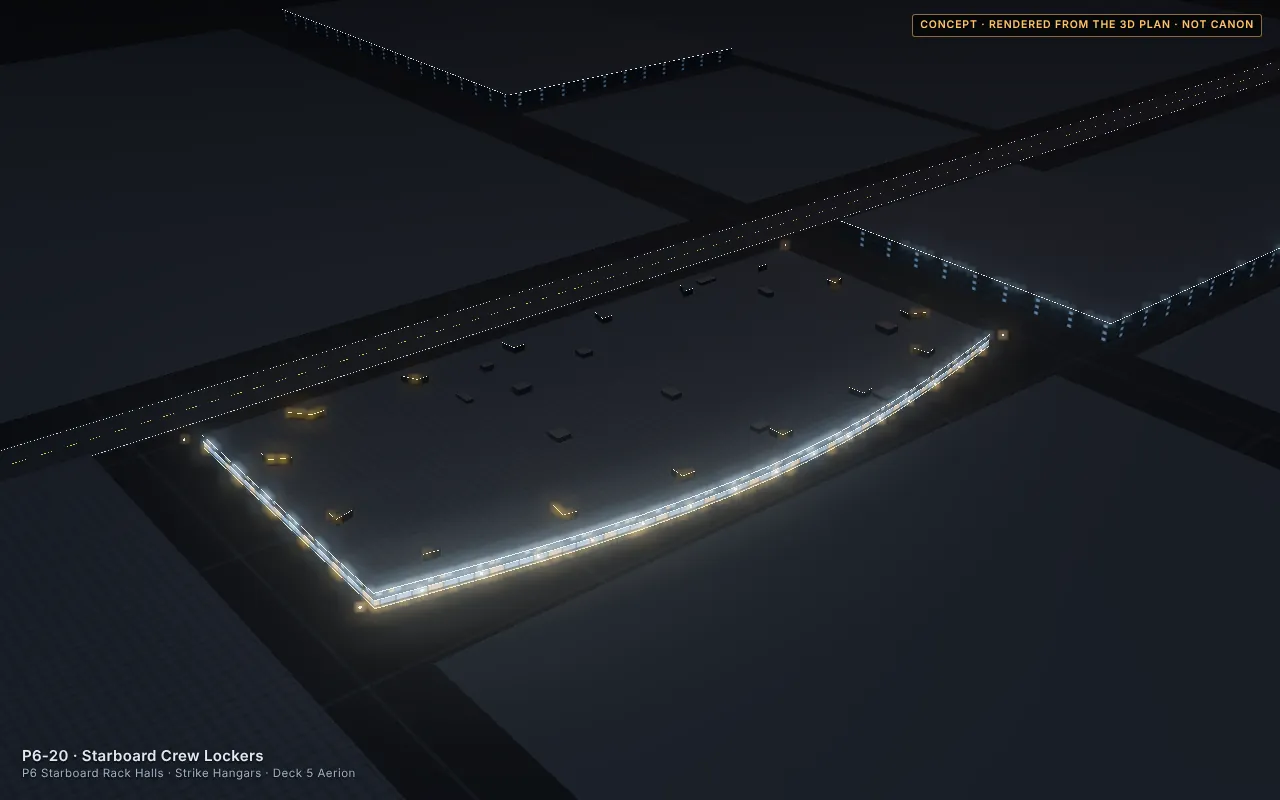 CONCEPT · RENDERED FROM THE 3D PLAN · NOT CANON
P6-20 · Starboard Crew Lockers
P6 Starboard Rack Halls · Strike Hangars · Deck 5 Aerion